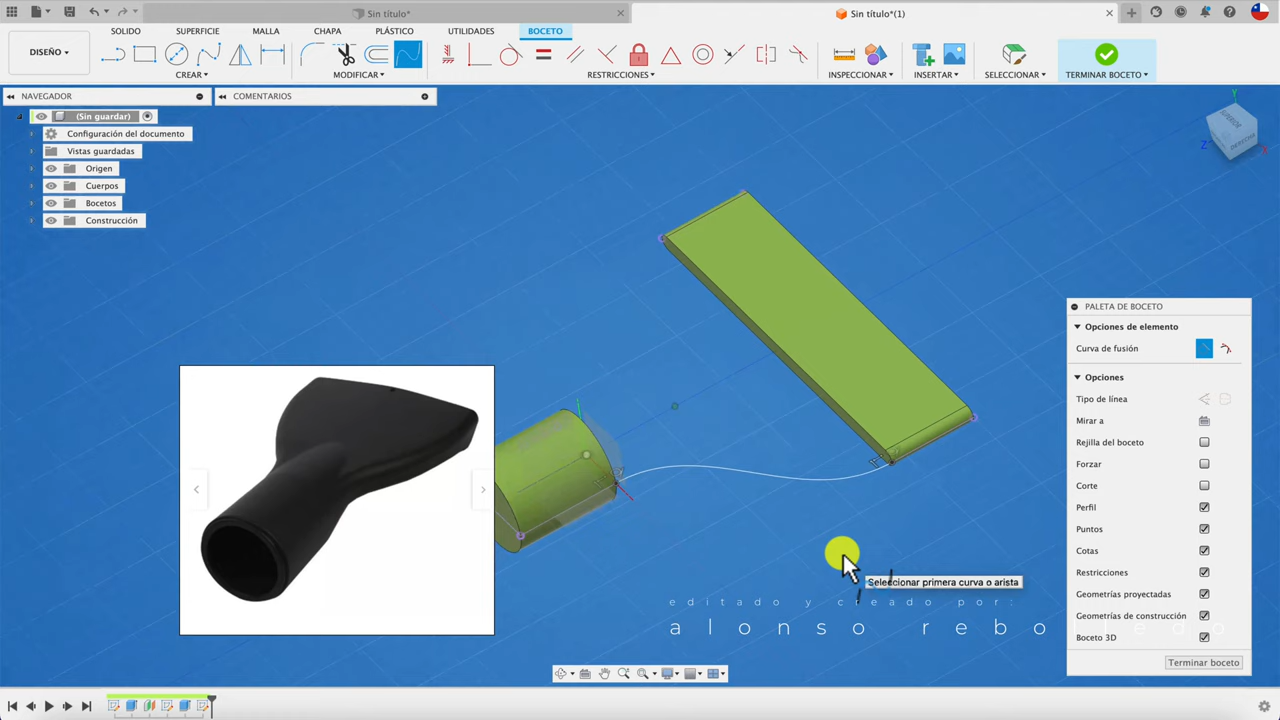 Sin título*
Sin título*(1)
DISEÑO
SOLIDO
SUPERFICIE
MALLA
CHAPA
PLÁSTICO
UTILIDADES
BOCETO
CREAR
MODIFICAR
RESTRICCIONES
INSPECCIONAR
INSERTAR
SELECCIONAR
TERMINAR BOCETO
NAVEGADOR
COMENTARIOS
(Sin guardar)
Configuración del documento
Vistas guardadas
Origen
Cuerpos
Bocetos
Construcción
Y
Z
X
DERECHA
PALETA DE BOCETO
Opciones de elemento
Curva de fusión
Opciones
Tipo de línea
Mirar a
Rejilla del boceto
Forzar
Corte
Perfil
Puntos
Cotas
Restricciones
Geometrías proyectadas
Geometrías de construcción
Boceto 3D
Terminar boceto
Seleccionar primera curva o arista
editado y creado por:
alonso rebolledo